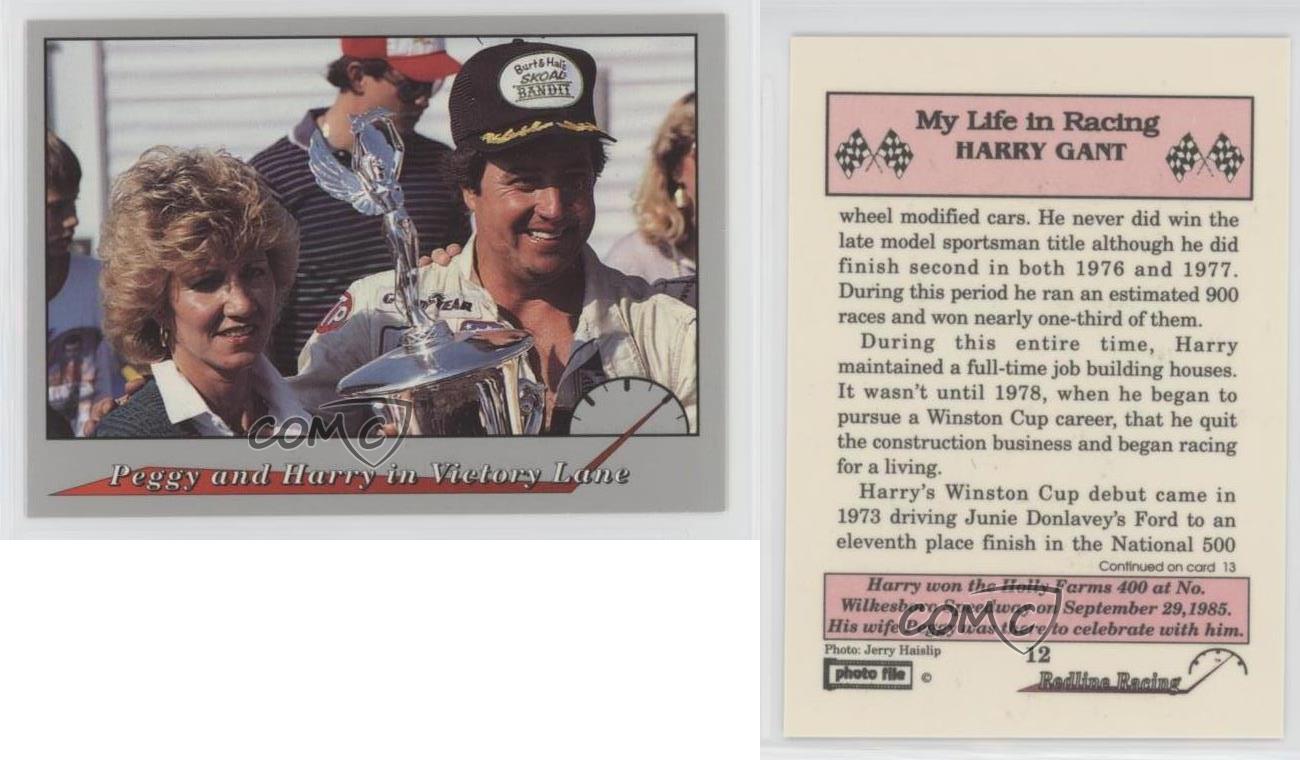 Burt & Hal's
SKOAL
BANDIT
STP
Peggy and Harry in Victory Lane
COMC
My Life in Racing
HARRY GANT
wheel modified cars. He never did win the
late model sportsman title although he did
finish second in both 1976 and 1977.
During this period he ran an estimated 900
races and won nearly one-third of them.
During this entire time, Harry
maintained a full-time job building houses.
It wasn't until 1978, when he began to
pursue a Winston Cup career, that he quit
the construction business and began racing
for a living.
Harry's Winston Cup debut came in
1973 driving Junie Donlavey's Ford to an
eleventh place finish in the National 500
Continued on card 13
Harry won the Holly Farms 400 at No.
Wilkesboro Speedway on September 29,1985.
His wife Peggy was there to celebrate with him.
COMC
Photo: Jerry Haislip
12
photo file ©
Redline Racing